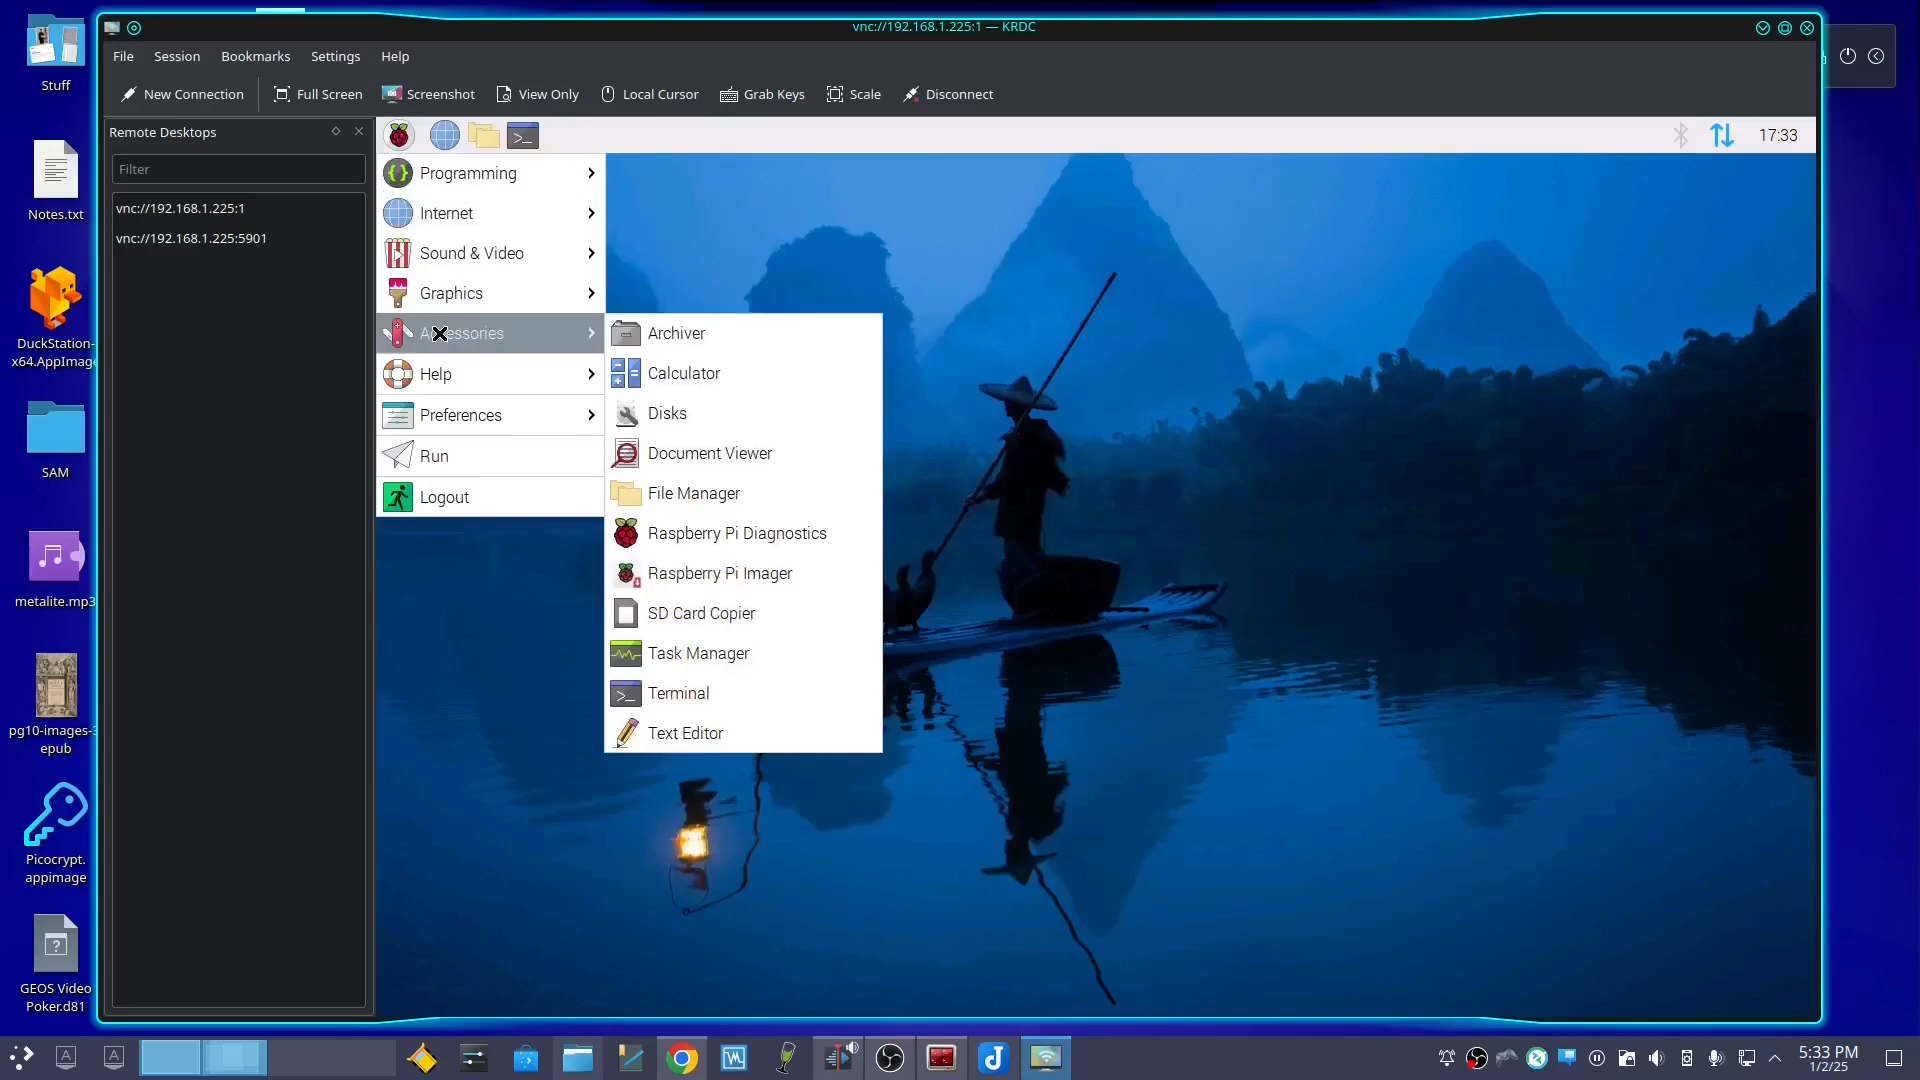 vnc://192.168.1.225:1 — KRDC
File Session Bookmarks Settings Help
New Connection Full Screen Screenshot View Only Local Cursor Grab Keys Scale Disconnect
Remote Desktops
Filter
vnc://192.168.1.225:1
vnc://192.168.1.225:5901
17:33
Programming
Internet
Sound & Video
Graphics
Accessories
Help
Preferences
Run
Logout
Archiver
Calculator
Disks
Document Viewer
File Manager
Raspberry Pi Diagnostics
Raspberry Pi Imager
SD Card Copier
Task Manager
Terminal
Text Editor
Stuff
Notes.txt
DuckStation-
x64.AppImage
SAM
metalite.mp3
pg10-images-3
epub
Picocrypt.
appimage
GEOS Video
Poker.d81
5:33 PM
1/2/25